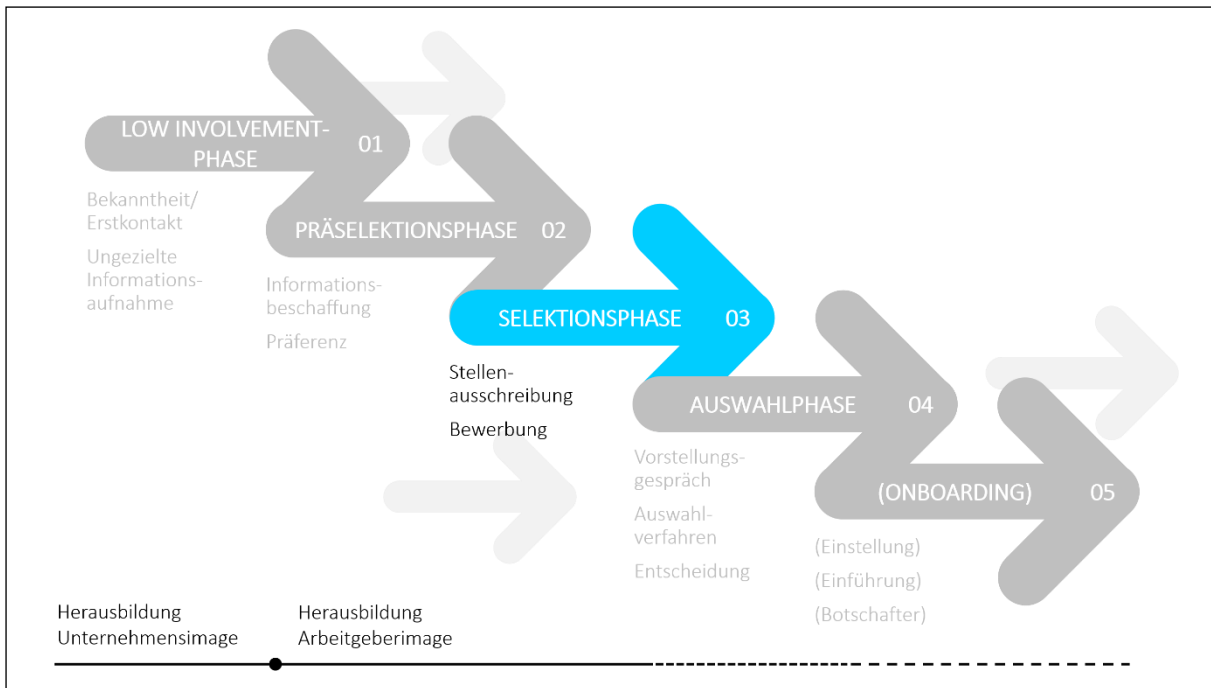 LOW INVOLVEMENT-
PHASE
01
Bekanntheit/
Erstkontakt
Ungezielte
Informations-
aufnahme
PRÄSELEKTIONSPHASE 02
Informations-
beschaffung
Präferenz
SELEKTIONSPHASE 03
Stellen-
ausschreibung
Bewerbung
AUSWAHLPHASE 04
Vorstellungs-
gespräch
Auswahl-
verfahren
Entscheidung
(ONBOARDING) 05
(Einstellung)
(Einführung)
(Botschafter)
Herausbildung
Unternehmensimage
Herausbildung
Arbeitgeberimage